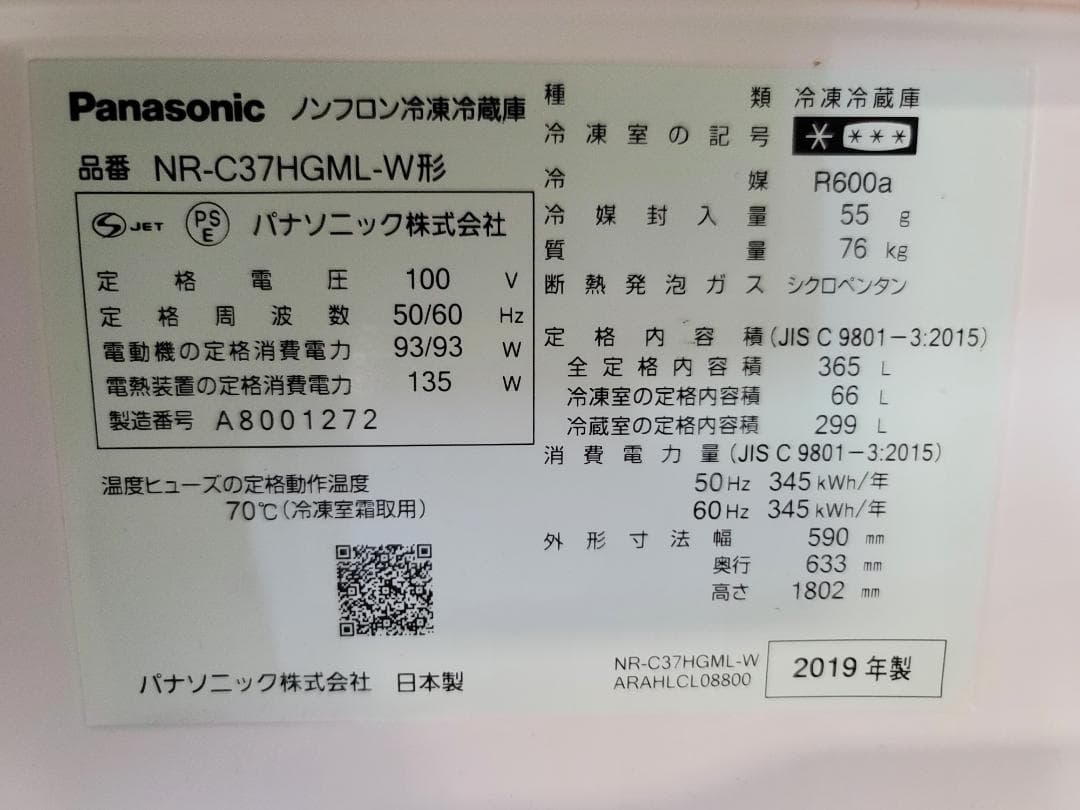 Panasonic ノンフロン冷凍冷蔵庫
品番 NR-C37HGML-W形
S JET PSE パナソニック株式会社
定格電圧 100 V
定格周波数 50/60 Hz
電動機の定格消費電力 93/93 W
電熱装置の定格消費電力 135 W
製造番号 A8001272
温度ヒューズの定格動作温度
70℃(冷凍室霜取用)
パナソニック株式会社 日本製
種類 冷凍冷蔵庫
冷凍室の記号 * ***
冷媒 R600a
冷媒封入量 55 g
質量 76 kg
断熱発泡ガス シクロペンタン
定格内容積(JIS C 9801-3:2015)
全定格内容積 365 L
冷凍室の定格内容積 66 L
冷蔵室の定格内容積 299 L
消費電力量(JIS C 9801-3:2015)
50Hz 345kWh/年
60Hz 345kWh/年
外形寸法幅 590 mm
奥行 633 mm
高さ 1802 mm
NR-C37HGML-W
ARAHLCL08800
2019年製